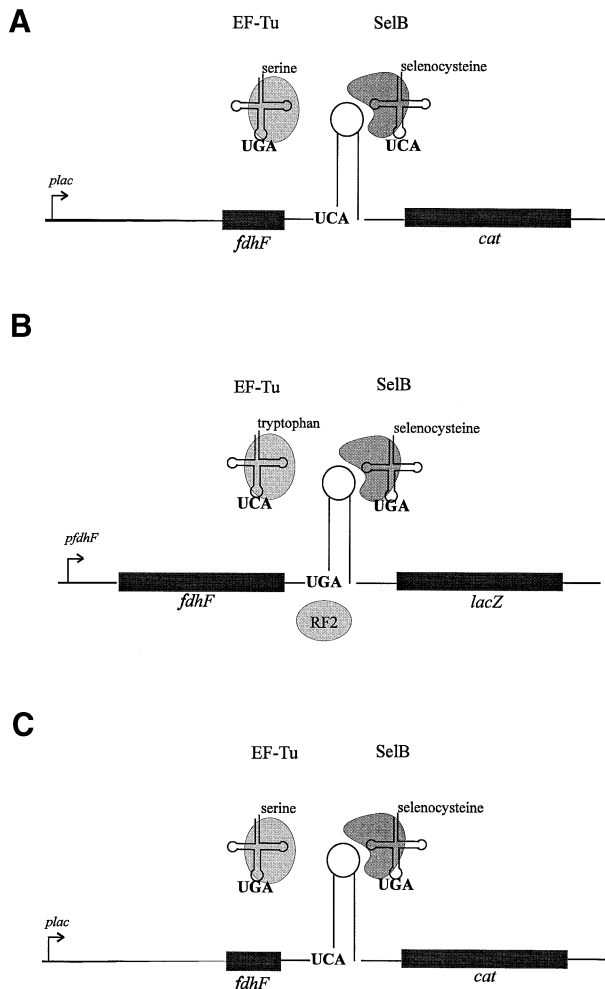 A
EF-Tu SelB
serine selenocysteine
UGA UCA
plac
UCA
fdhF cat
B
EF-Tu SelB
tryptophan selenocysteine
UCA UGA
pfdhF
UGA
fdhF lacZ
RF2
C
EF-Tu SelB
serine selenocysteine
UGA UGA
plac
UCA
fdhF cat